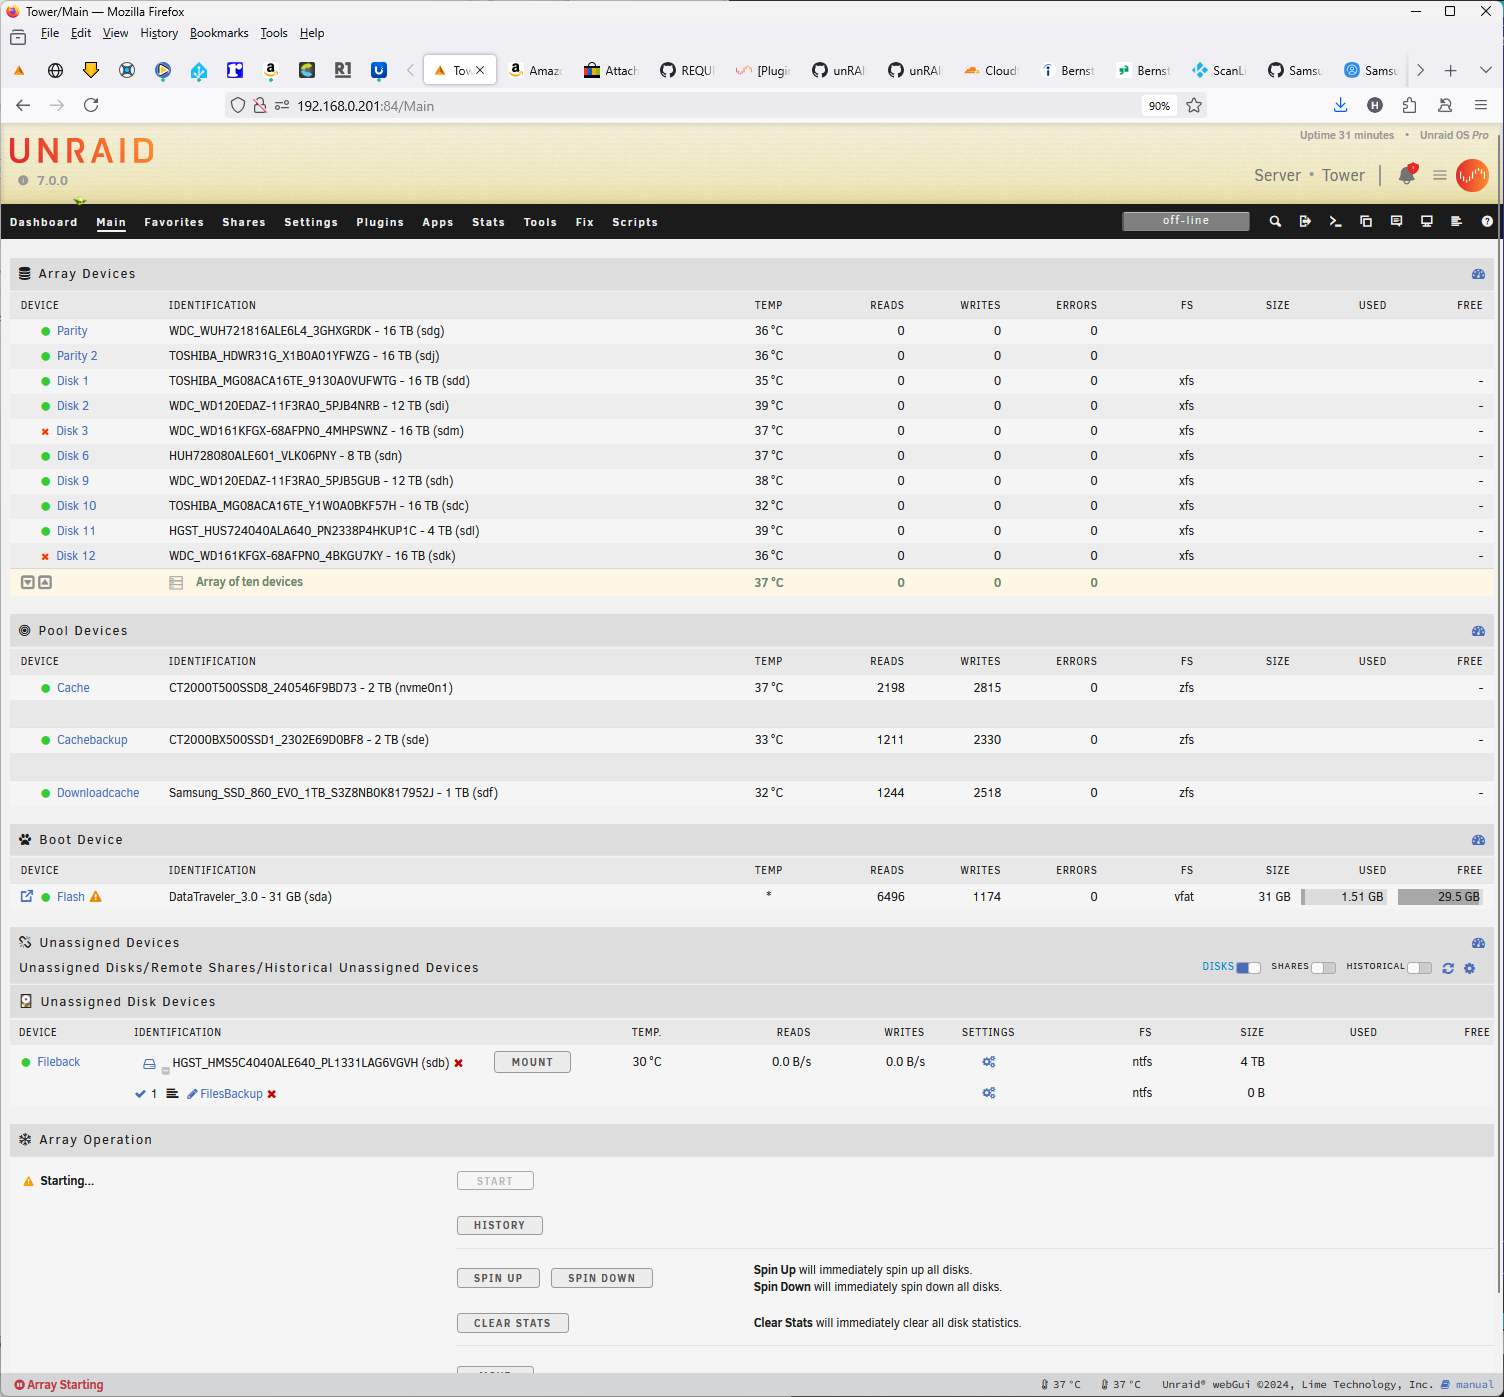 Tower/Main — Mozilla Firefox
File Edit View History Bookmarks Tools Help
R1 Tow Amaz Attach REQU [Plugi unRAI unRAI Cloud Bernst Bernst ScanLi Samsu Samsu
192.168.0.201:84/Main 90% H
Uptime 31 minutes • Unraid OS Pro
UNRAID
7.0.0
Server • Tower
Dashboard Main Favorites Shares Settings Plugins Apps Stats Tools Fix Scripts off-line
Array Devices
DEVICE IDENTIFICATION TEMP READS WRITES ERRORS FS SIZE USED FREE
Parity WDC_WUH721816ALE6L4_3GHXGRDK - 16 TB (sdg) 36 °C 0 0 0
Parity 2 TOSHIBA_HDWR31G_X1B0A01YFWZG - 16 TB (sdj) 36 °C 0 0 0
Disk 1 TOSHIBA_MG08ACA16TE_9130A0VUFWTG - 16 TB (sdd) 35 °C 0 0 0 xfs -
Disk 2 WDC_WD120EDAZ-11F3RA0_5PJB4NRB - 12 TB (sdi) 39 °C 0 0 0 xfs -
Disk 3 WDC_WD161KFGX-68AFPN0_4MHPSWNZ - 16 TB (sdm) 37 °C 0 0 0 xfs -
Disk 6 HUH728080ALE601_VLK06PNY - 8 TB (sdn) 37 °C 0 0 0 xfs -
Disk 9 WDC_WD120EDAZ-11F3RA0_5PJB5GUB - 12 TB (sdh) 38 °C 0 0 0 xfs -
Disk 10 TOSHIBA_MG08ACA16TE_Y1W0A0BKF57H - 16 TB (sdc) 32 °C 0 0 0 xfs -
Disk 11 HGST_HUS724040ALA640_PN2338P4HKUP1C - 4 TB (sdl) 39 °C 0 0 0 xfs -
Disk 12 WDC_WD161KFGX-68AFPN0_4BKGU7KY - 16 TB (sdk) 36 °C 0 0 0 xfs -
Array of ten devices 37 °C 0 0 0
Pool Devices
DEVICE IDENTIFICATION TEMP READS WRITES ERRORS FS SIZE USED FREE
Cache CT2000T500SSD8_240546F9BD73 - 2 TB (nvme0n1) 37 °C 2198 2815 0 zfs -
Cachebackup CT2000BX500SSD1_2302E69D0BF8 - 2 TB (sde) 33 °C 1211 2330 0 zfs -
Downloadcache Samsung_SSD_860_EVO_1TB_S3Z8NB0K817952J - 1 TB (sdf) 32 °C 1244 2518 0 zfs -
Boot Device
DEVICE IDENTIFICATION TEMP READS WRITES ERRORS FS SIZE USED FREE
Flash DataTraveler_3.0 - 31 GB (sda) * 6496 1174 0 vfat 31 GB 1.51 GB 29.5 GB
Unassigned Devices
Unassigned Disks/Remote Shares/Historical Unassigned Devices DISKS SHARES HISTORICAL
Unassigned Disk Devices
DEVICE IDENTIFICATION TEMP. READS WRITES SETTINGS FS SIZE USED FREE
Fileback HGST_HMS5C4040ALE640_PL1331LAG6VGVH (sdb) MOUNT 30 °C 0.0 B/s 0.0 B/s ntfs 4 TB
1 FilesBackup ntfs 0 B
Array Operation
Starting... START
HISTORY
SPIN UP SPIN DOWN Spin Up will immediately spin up all disks.
Spin Down will immediately spin down all disks.
CLEAR STATS Clear Stats will immediately clear all disk statistics.
Array Starting 37 °C 37 °C Unraid® webGui ©2024, Lime Technology, Inc. manual